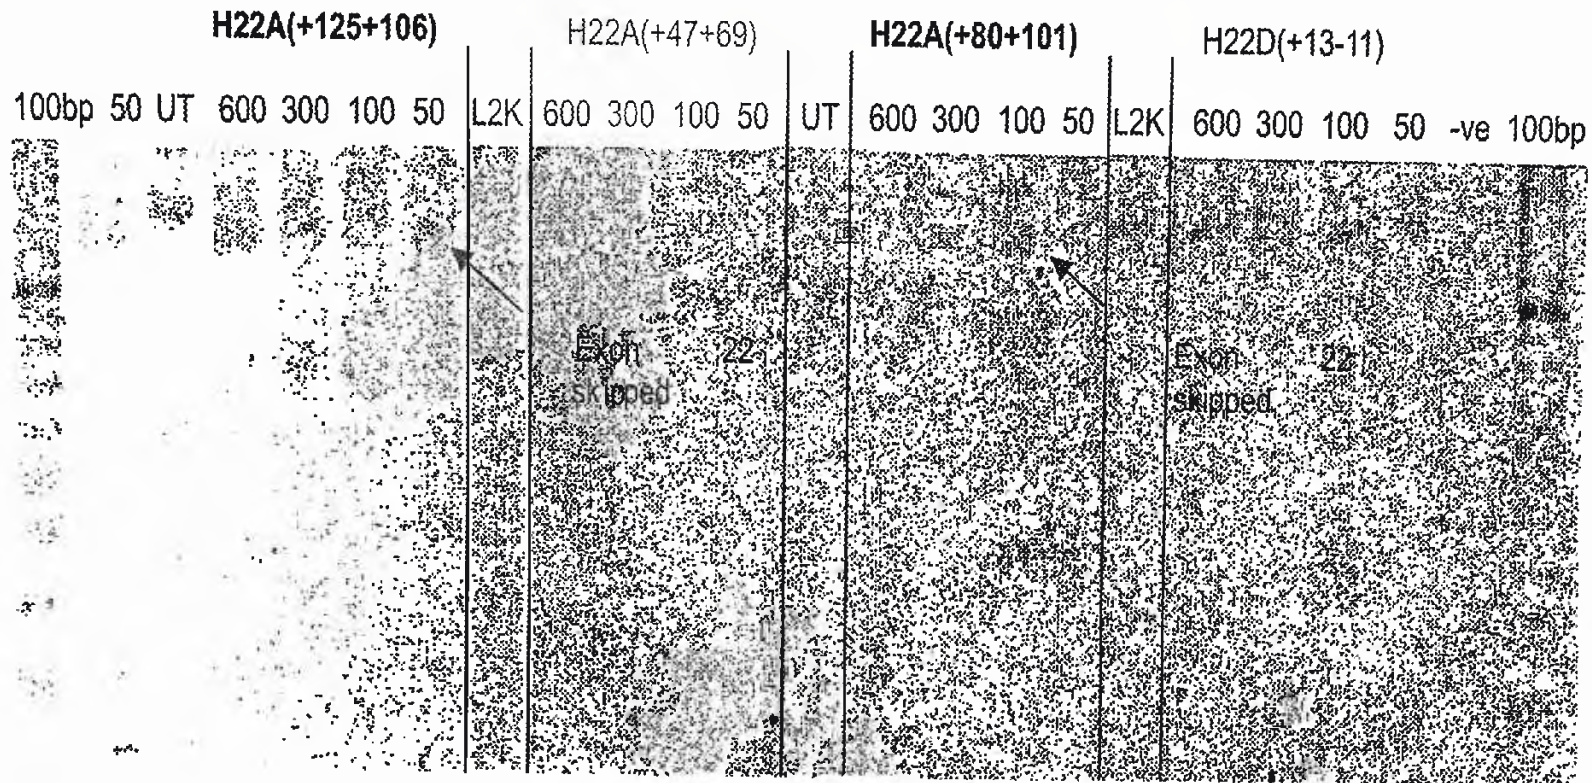 H22A(+125+106) H22A(+47+69) H22A(+80+101) H22D(+13-11)
100bp 50 UT 600 300 100 50 L2K 600 300 100 50 UT 600 300 100 50 L2K 600 300 100 50 -ve 100bp
Exon 22 Exon 22
skipped skipped